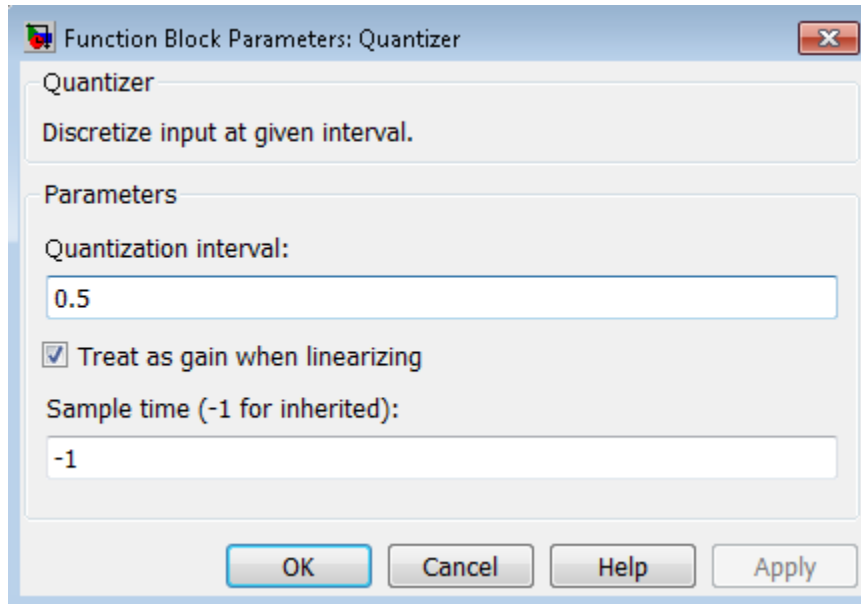 Function Block Parameters: Quantizer
Quantizer
Discretize input at given interval.
Parameters
Quantization interval:
0.5
Treat as gain when linearizing
Sample time (-1 for inherited):
-1
OK Cancel Help Apply